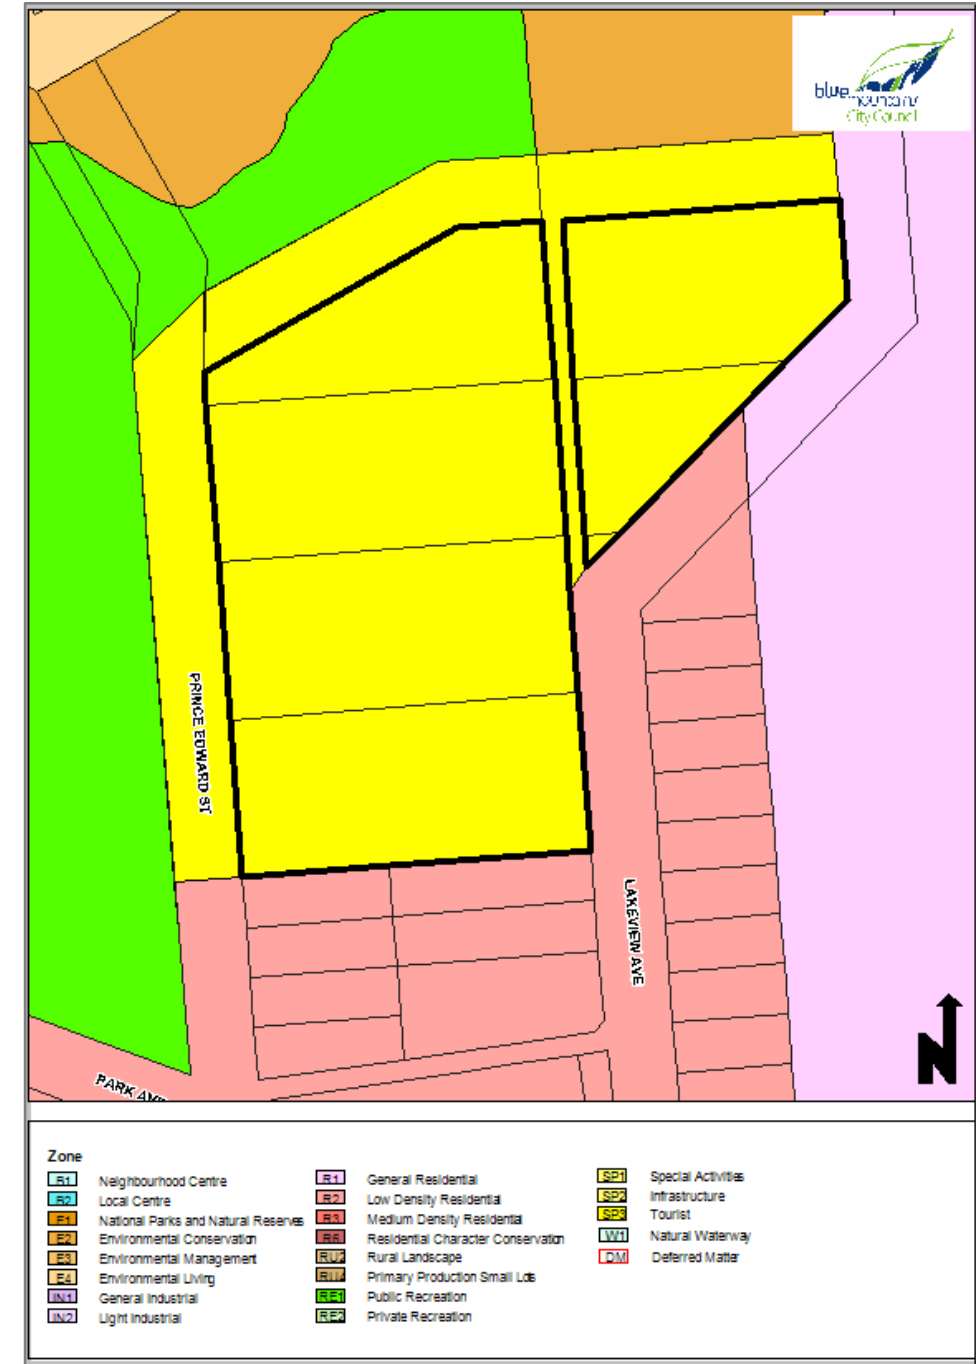 blue mountains
City Council
PRINCE EDWARD ST
LAKEVIEW AVE
PARK AVE
N
Zone
B1 Neighbourhood Centre
B2 Local Centre
E1 National Parks and Natural Reserves
E2 Environmental Conservation
E3 Environmental Management
E4 Environmental Living
IN1 General Industrial
IN2 Light Industrial
R1 General Residential
R2 Low Density Residential
R3 Medium Density Residential
R6 Residential Character Conservation
RU2 Rural Landscape
RU4 Primary Production Small Lots
RE1 Public Recreation
RE2 Private Recreation
SP1 Special Activities
SP2 Infrastructure
SP3 Tourist
W1 Natural Waterway
DM Deferred Matter